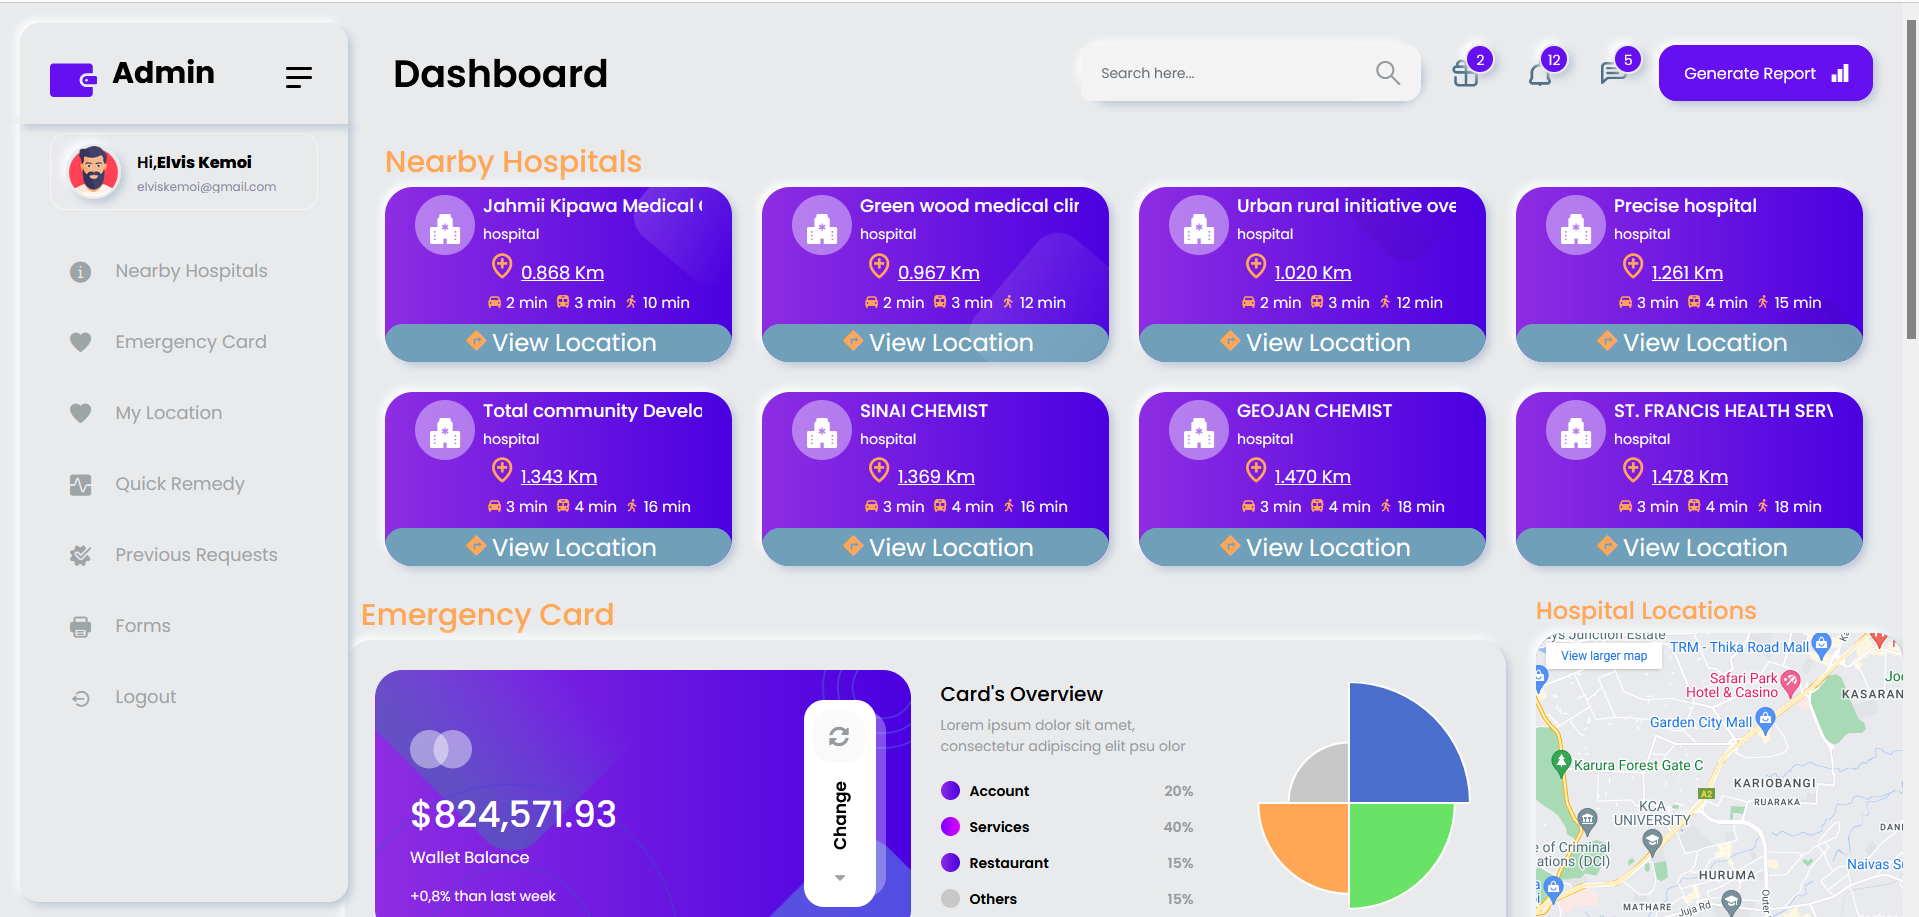 Admin
Dashboard
Search here...
2
12
5
Generate Report
Hi,Elvis Kemoi
elviskemoi@gmail.com
Nearby Hospitals
Emergency Card
My Location
Quick Remedy
Previous Requests
Forms
Logout
Nearby Hospitals
Jahmii Kipawa Medical
hospital
0.868 Km
2 min 3 min 10 min
View Location
Green wood medical clin
hospital
0.967 Km
2 min 3 min 12 min
View Location
Urban rural initiative ove
hospital
1.020 Km
2 min 3 min 12 min
View Location
Precise hospital
hospital
1.261 Km
3 min 4 min 15 min
View Location
Total community Develo
hospital
1.343 Km
3 min 4 min 16 min
View Location
SINAI CHEMIST
hospital
1.369 Km
3 min 4 min 16 min
View Location
GEOJAN CHEMIST
hospital
1.470 Km
3 min 4 min 18 min
View Location
ST. FRANCIS HEALTH SERV
hospital
1.478 Km
3 min 4 min 18 min
View Location
Emergency Card
$824,571.93
Wallet Balance
+0,8% than last week
Change
Card's Overview
Lorem ipsum dolor sit amet,
consectetur adipiscing elit psu olor
Account 20%
Services 40%
Restaurant 15%
Others 15%
Hospital Locations
ys Junction Estate
View larger map
TRM - Thika Road Mall
Safari Park
Hotel & Casino
KASARAN
Garden City Mall
Karura Forest Gate C
KARIOBANGI
A2
RUARAKA
KCA
UNIVERSITY
DAN
e of Criminal
ations (DCI)
Naivas S
HURUMA
MATHARE
Juja Rd
Outer